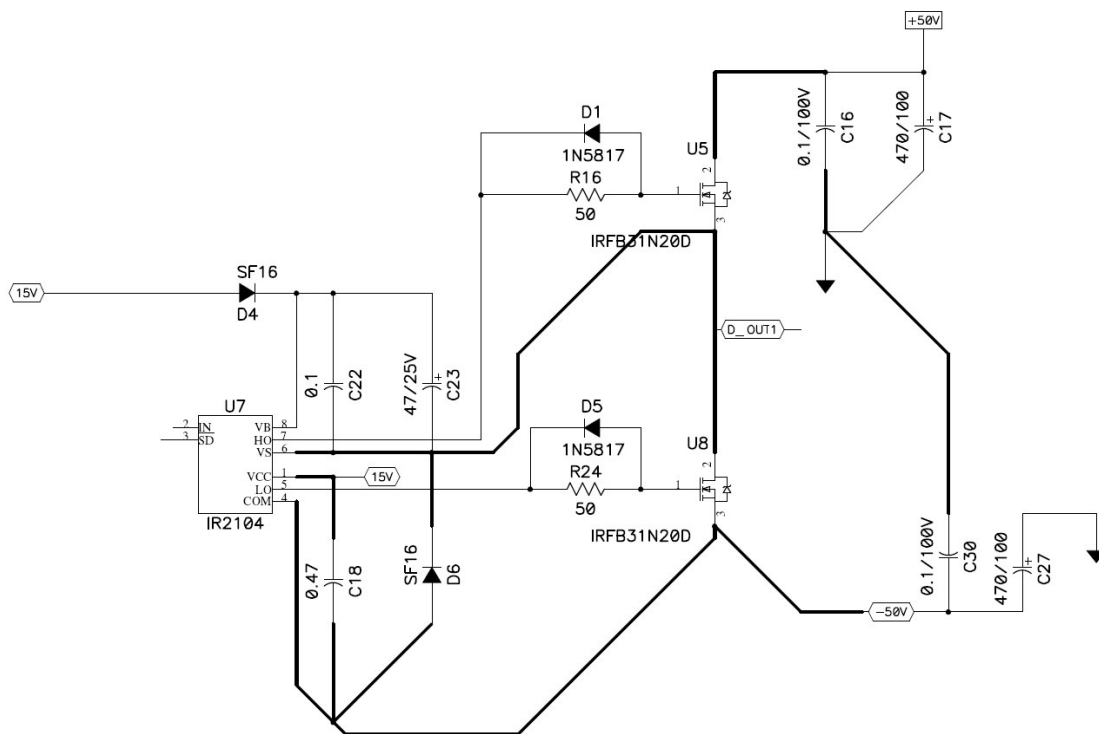 +50V
D1
1N5817
R16
50
U5
2
1
3
IRFB31N20D
0.1/100V
C16
470/100
C17
15V
SF16
D4
0.1
C22
47/25V
C23
D_OUT1
U7
2
IN
3
SD
VB
8
HO
7
VS
6
VCC
1
LO
5
COM
4
IR2104
15V
D5
1N5817
R24
50
U8
2
1
3
IRFB31N20D
0.47
C18
SF16
D6
0.1/100V
C30
470/100
C27
-50V
+
+
+